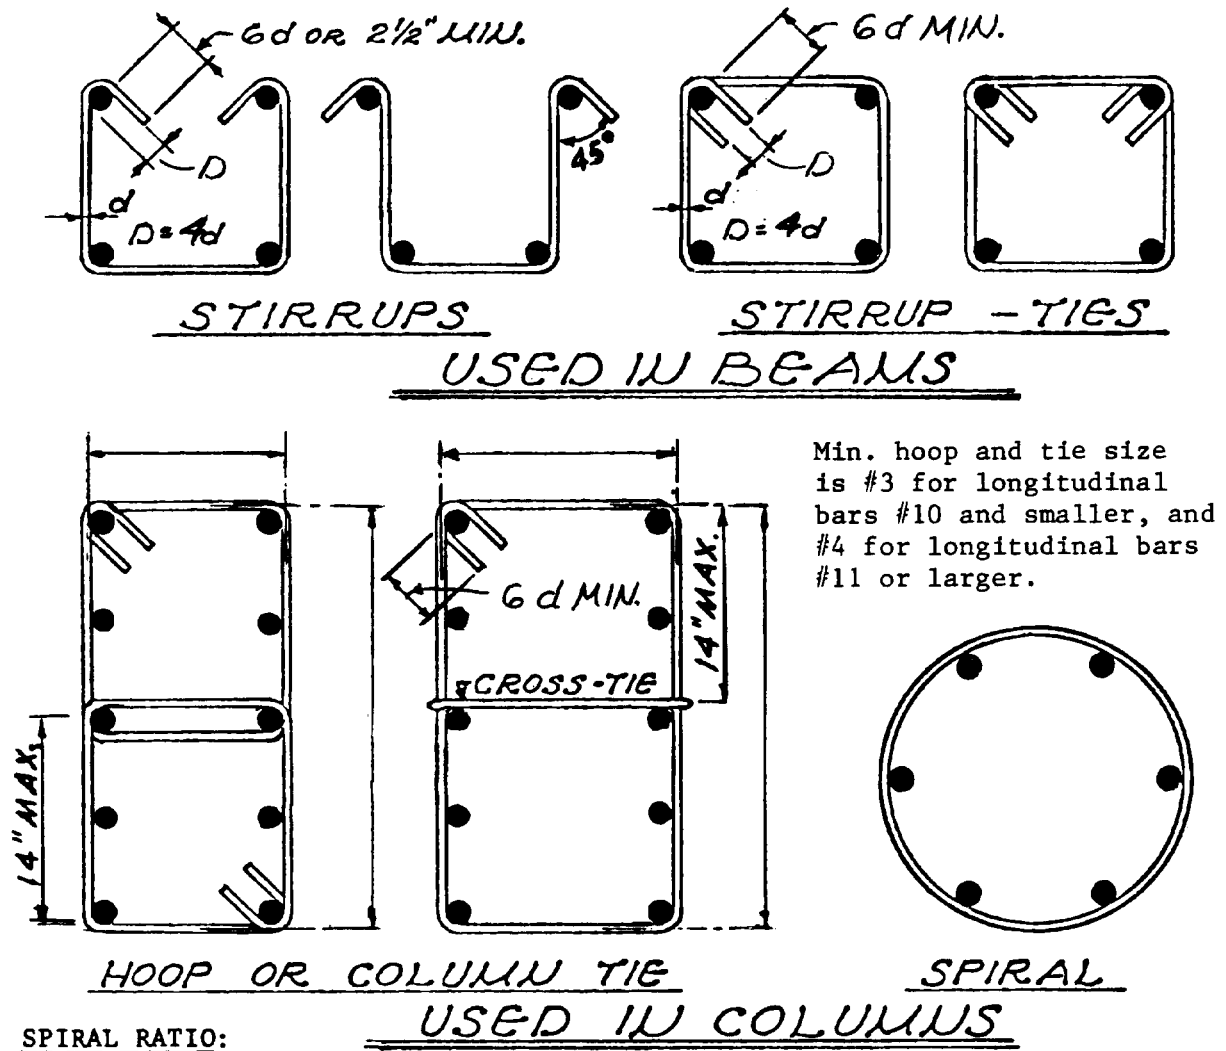 6d OR 2½" MIN.
6d MIN.
D
45°
D
d
D=4d
d
D=4d
STIRRUPS
STIRRUP - TIES
USED IN BEAMS
Min. hoop and tie size
is #3 for longitudinal
bars #10 and smaller, and
#4 for longitudinal bars
#11 or larger.
6d MIN.
14" MAX.
CROSS-TIE
14" MAX.
HOOP OR COLUMN TIE
SPIRAL
USED IN COLUMNS
SPIRAL RATIO: